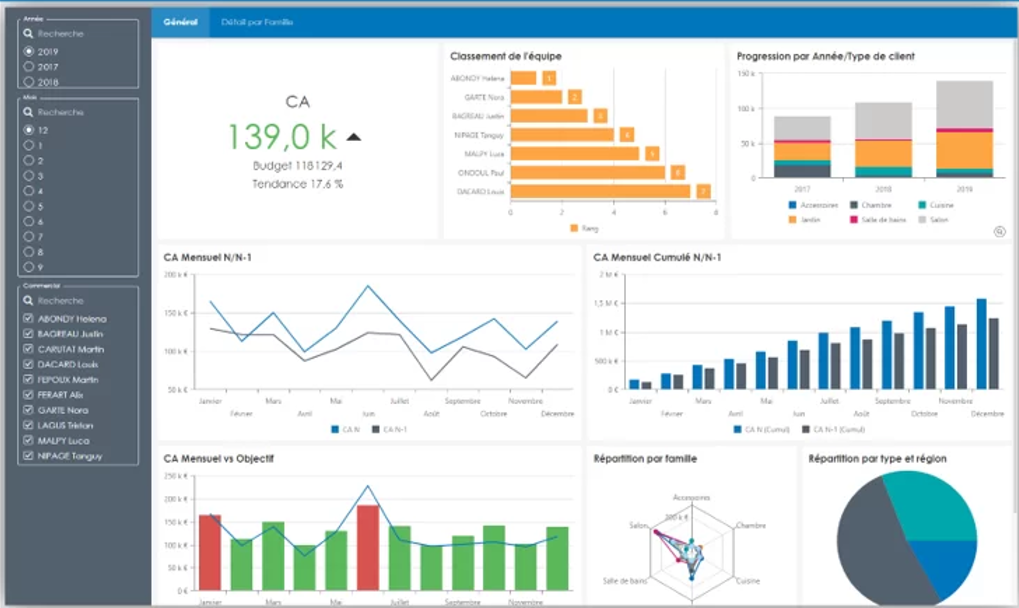 Année
Recherche
2019
2017
2018
Mois
Recherche
12
1
2
3
4
5
6
7
8
9
Commercial
Recherche
ABONDY Helena
BAGREAU Justin
CARUTAT Martin
DACARD Louis
FEPOUX Martin
FERART Alix
GARTE Nora
LAGUS Tristan
MALPY Luca
NIPAGE Tanguy
Général
Détail par Famille
CA
139,0 k
Budget 118129,4
Tendance 17,6 %
Classement de l'équipe
ABONDY Helena 1
GARTE Nora 2
BAGREAU Justin 3
NIPAGE Tanguy 4
MALPY Luca 5
ONDOUL Paul 6
DACARD Louis 7
0 2 4 6 8
Rang
Progression par Année/Type de client
150 k
100 k
50 k
0
2017 2018 2019
Accessoires Chambre Cuisine
Jardin Salle de bains Salon
CA Mensuel N/N-1
200 k €
150 k €
100 k €
50 k €
Janvier Mars Mai Juillet Septembre Novembre
Février Avril Juin Août Octobre Décembre
CA N CA N-1
CA Mensuel Cumulé N/N-1
2 M €
1,5 M €
1 M €
500 k €
0 €
Janvier Mars Mai Juillet Septembre Novembre
Février Avril Juin Août Octobre Décembre
CA N (Cumul) CA N-1 (Cumul)
CA Mensuel vs Objectif
250 k €
200 k €
150 k €
100 k €
50 k €
0 €
Janvier Mars Mai Juillet Septembre Novembre
Répartition par famille
Accessoires
200 k €
Salon Chambre
Salle de bains Cuisine
Répartition par type et région